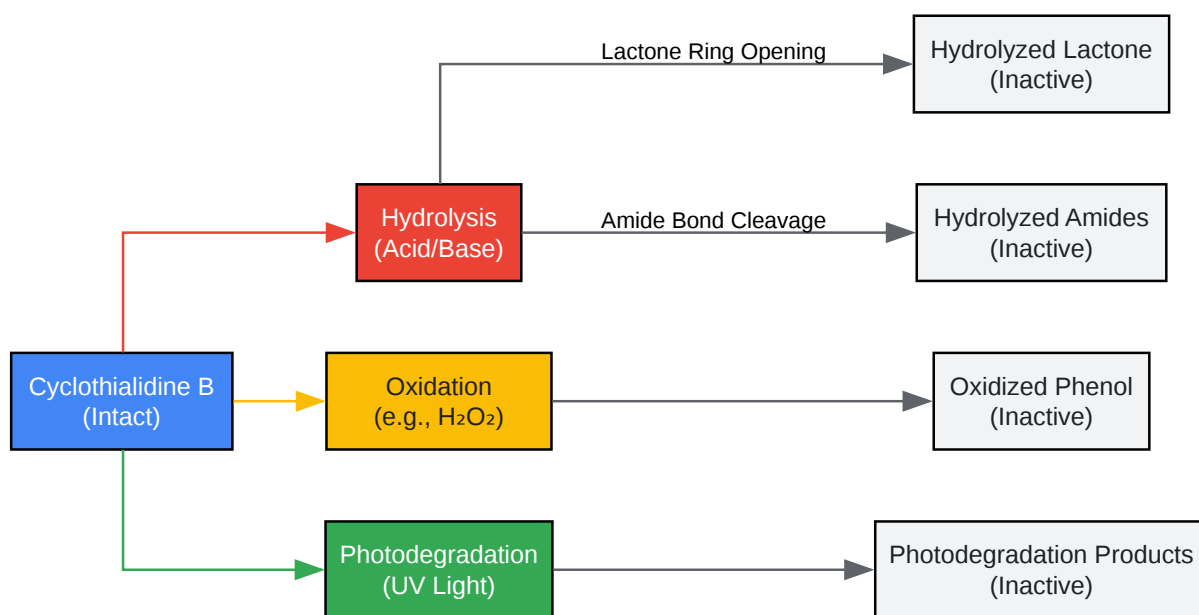 Lactone Ring Opening
Hydrolyzed Lactone
(Inactive)
Hydrolysis
(Acid/Base)
Amide Bond Cleavage
Hydrolyzed Amides
(Inactive)
Cyclothialidine B
(Intact)
Oxidation
(e.g., H₂O₂)
Oxidized Phenol
(Inactive)
Photodegradation
(UV Light)
Photodegradation Products
(Inactive)